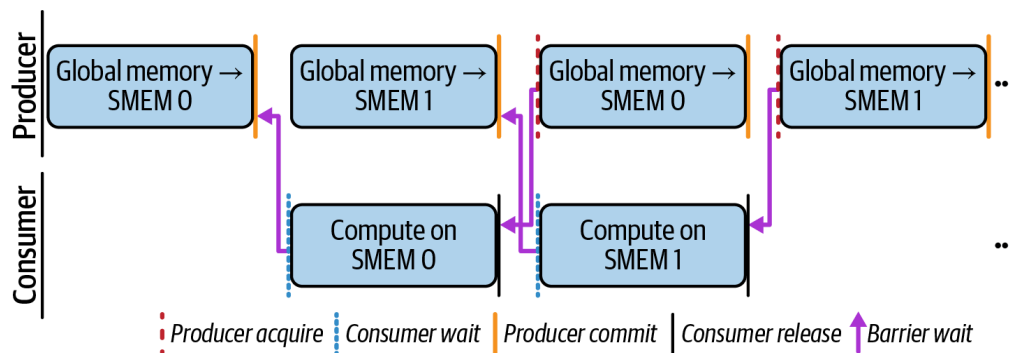 Producer
Global memory →
SMEM 0
Global memory →
SMEM 1
Global memory →
SMEM 0
Global memory →
SMEM 1
..
Consumer
Compute on
SMEM 0
Compute on
SMEM 1
..
Producer acquire
Consumer wait
Producer commit
Consumer release
Barrier wait